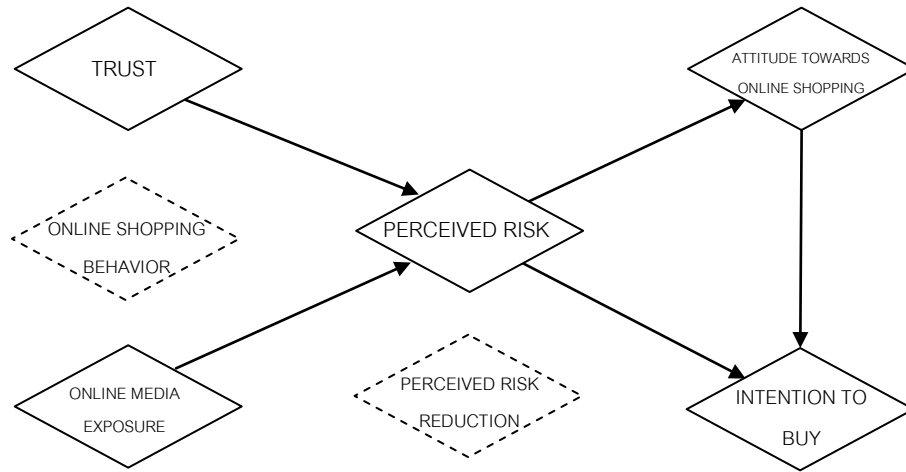 TRUST
ATTITUDE TOWARDS
ONLINE SHOPPING
ONLINE SHOPPING
BEHAVIOR
PERCEIVED RISK
ONLINE MEDIA
EXPOSURE
PERCEIVED RISK
REDUCTION
INTENTION TO
BUY